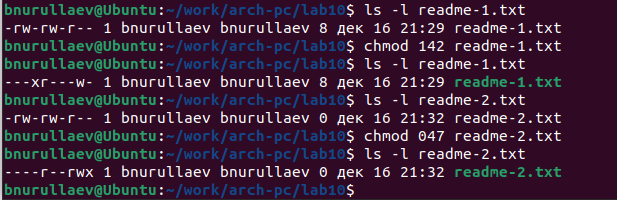 bnurullaev@Ubuntu:~/work/arch-pc/lab10$ ls -l readme-1.txt
-rw-rw-r-- 1 bnurullaev bnurullaev 8 дек 16 21:29 readme-1.txt
bnurullaev@Ubuntu:~/work/arch-pc/lab10$ chmod 142 readme-1.txt
bnurullaev@Ubuntu:~/work/arch-pc/lab10$ ls -l readme-1.txt
---xr---w- 1 bnurullaev bnurullaev 8 дек 16 21:29 readme-1.txt
bnurullaev@Ubuntu:~/work/arch-pc/lab10$ ls -l readme-2.txt
-rw-rw-r-- 1 bnurullaev bnurullaev 0 дек 16 21:32 readme-2.txt
bnurullaev@Ubuntu:~/work/arch-pc/lab10$ chmod 047 readme-2.txt
bnurullaev@Ubuntu:~/work/arch-pc/lab10$ ls -l readme-2.txt
----r--rwx 1 bnurullaev bnurullaev 0 дек 16 21:32 readme-2.txt
bnurullaev@Ubuntu:~/work/arch-pc/lab10$